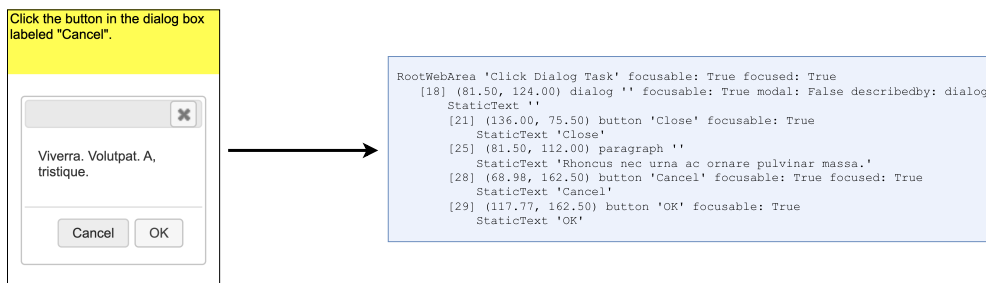 Click the button in the dialog box
labeled "Cancel".
Viverra. Volutpat. A,
tristique.
Cancel OK
RootWebArea 'Click Dialog Task' focusable: True focused: True
[18] (81.50, 124.00) dialog '' focusable: True modal: False describedby: dialog
StaticText ''
[21] (136.00, 75.50) button 'Close' focusable: True
StaticText 'Close'
[25] (81.50, 112.00) paragraph ''
StaticText 'Rhoncus nec urna ac ornare pulvinar massa.'
[28] (68.98, 162.50) button 'Cancel' focusable: True focused: True
StaticText 'Cancel'
[29] (117.77, 162.50) button 'OK' focusable: True
StaticText 'OK'